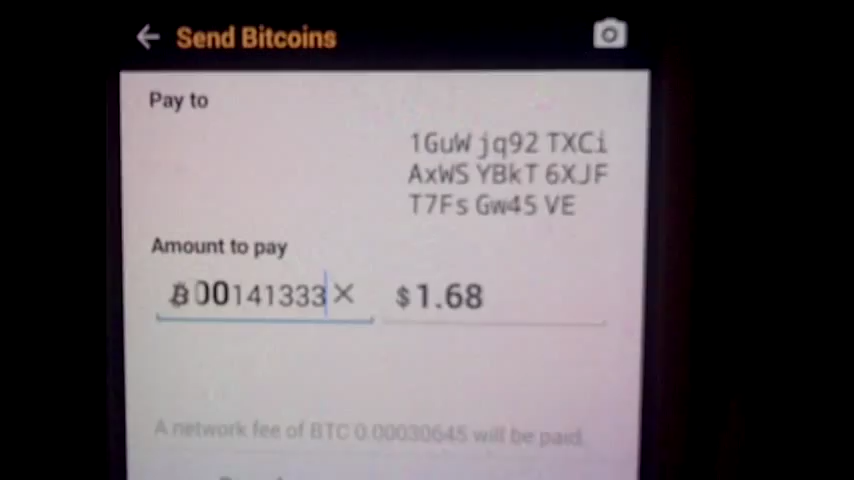 Send Bitcoins
Pay to
1GuW jq92 TXCi
AxWS YBkT 6XJF
T7Fs Gw45 VE
Amount to pay
₿00141333 $1.68
A network fee of BTC 0.00030645 will be paid.